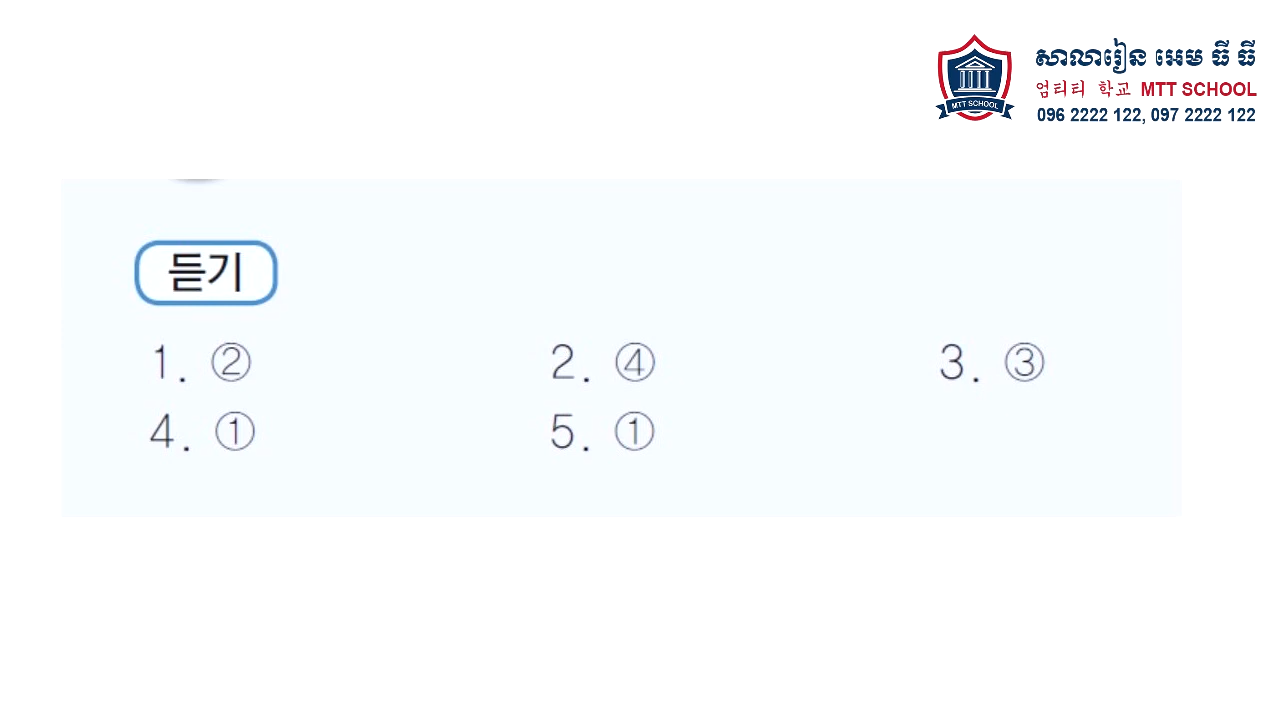 សាលារៀន អេម ធី ធី
엄티티 학교 MTT SCHOOL
096 2222 122, 097 2222 122
MTT SCHOOL
듣기
1. ② 2. ④ 3. ③
4. ① 5. ①